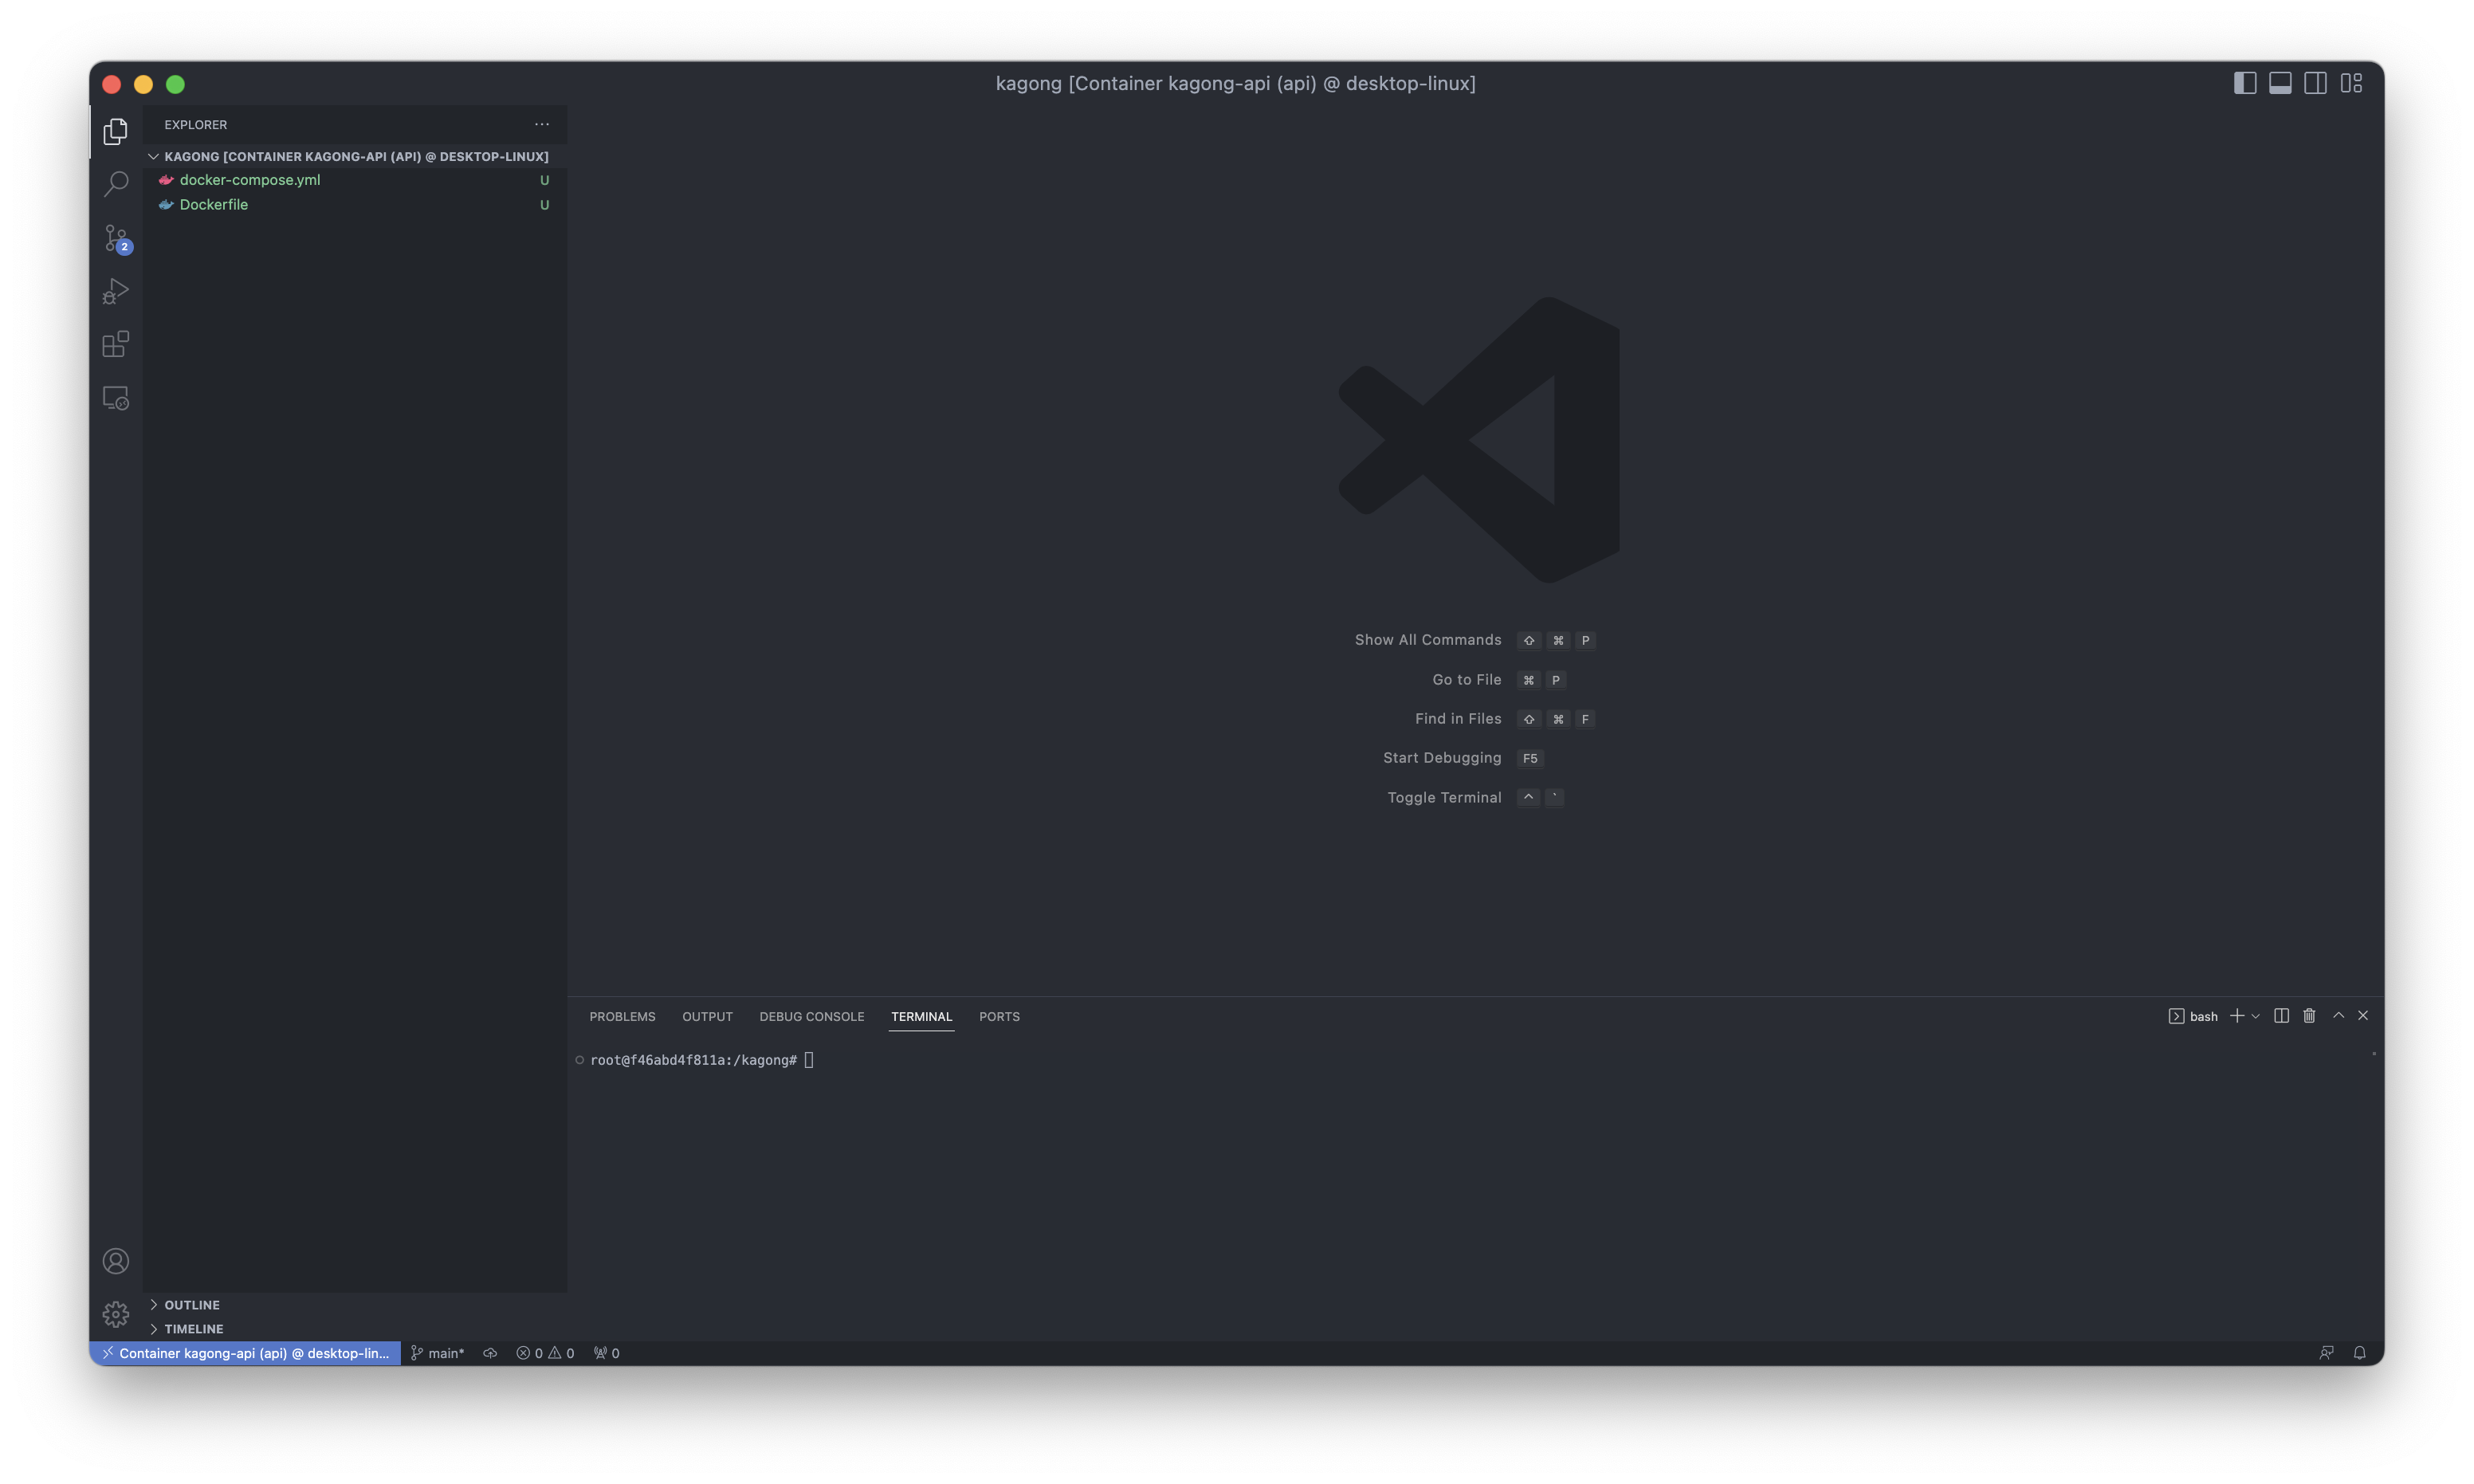 kagong [Container kagong-api (api) @ desktop-linux]
EXPLORER
KAGONG [CONTAINER KAGONG-API (API) @ DESKTOP-LINUX]
docker-compose.yml U
Dockerfile U
2
Show All Commands ⇧ ⌘ P
Go to File ⌘ P
Find in Files ⇧ ⌘ F
Start Debugging F5
Toggle Terminal ^ `
PROBLEMS OUTPUT DEBUG CONSOLE TERMINAL PORTS
bash
root@f46abd4f811a:/kagong#
OUTLINE
TIMELINE
Container kagong-api (api) @ desktop-lin... main* 0 0 0